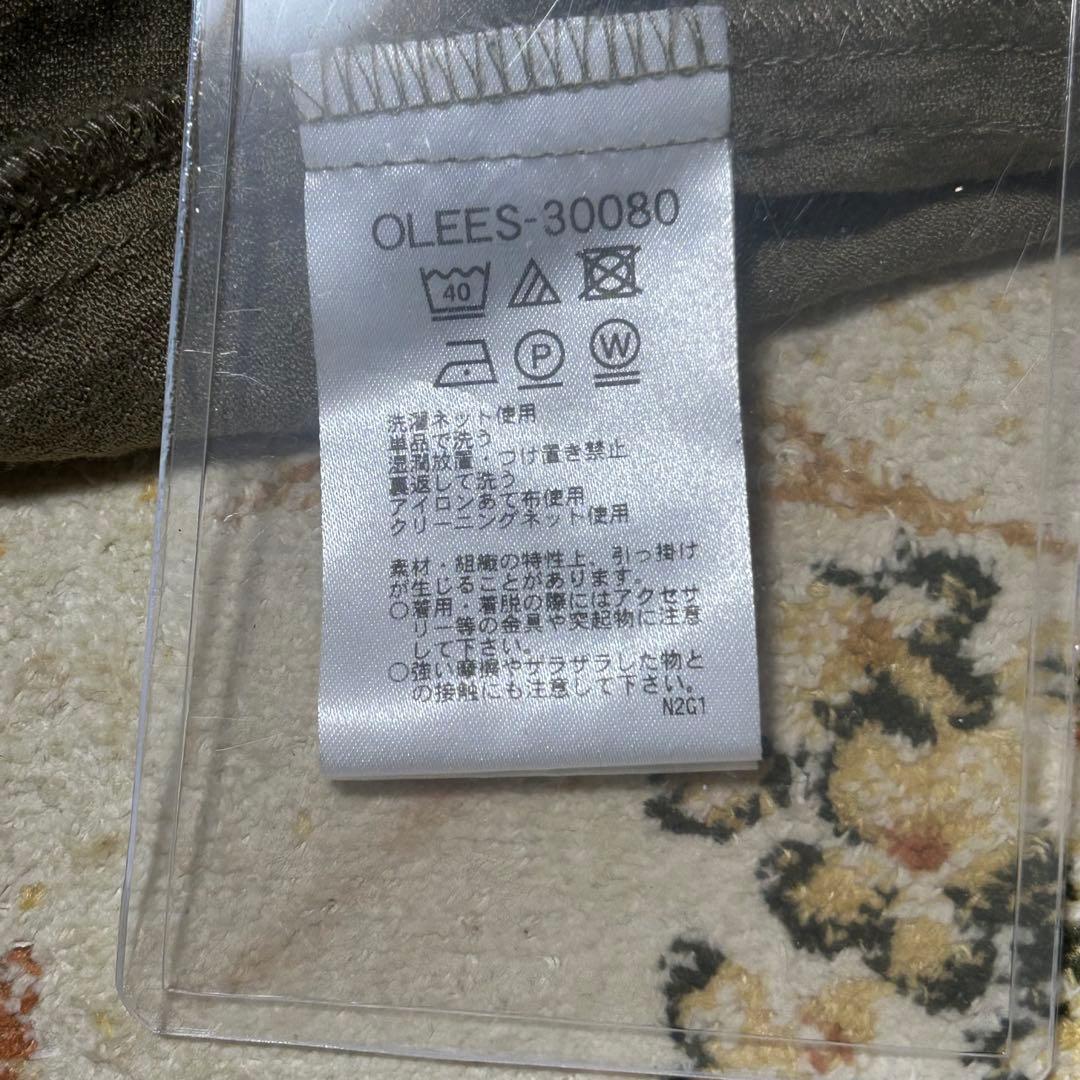 OLEES-30080
40
P W
洗濯ネット使用
単品で洗う
湿潤放置・つけ置き禁止
裏返して洗う
アイロンあて布使用
クリーニングネット使用
素材・組織の特性上、引っ掛け
が生じることがあります。
○着用・着脱の際にはアクセサ
リー等の金具や突起物に注意
して下さい。
○強い摩擦やザラザラした物と
の接触にも注意して下さい。
N2G1